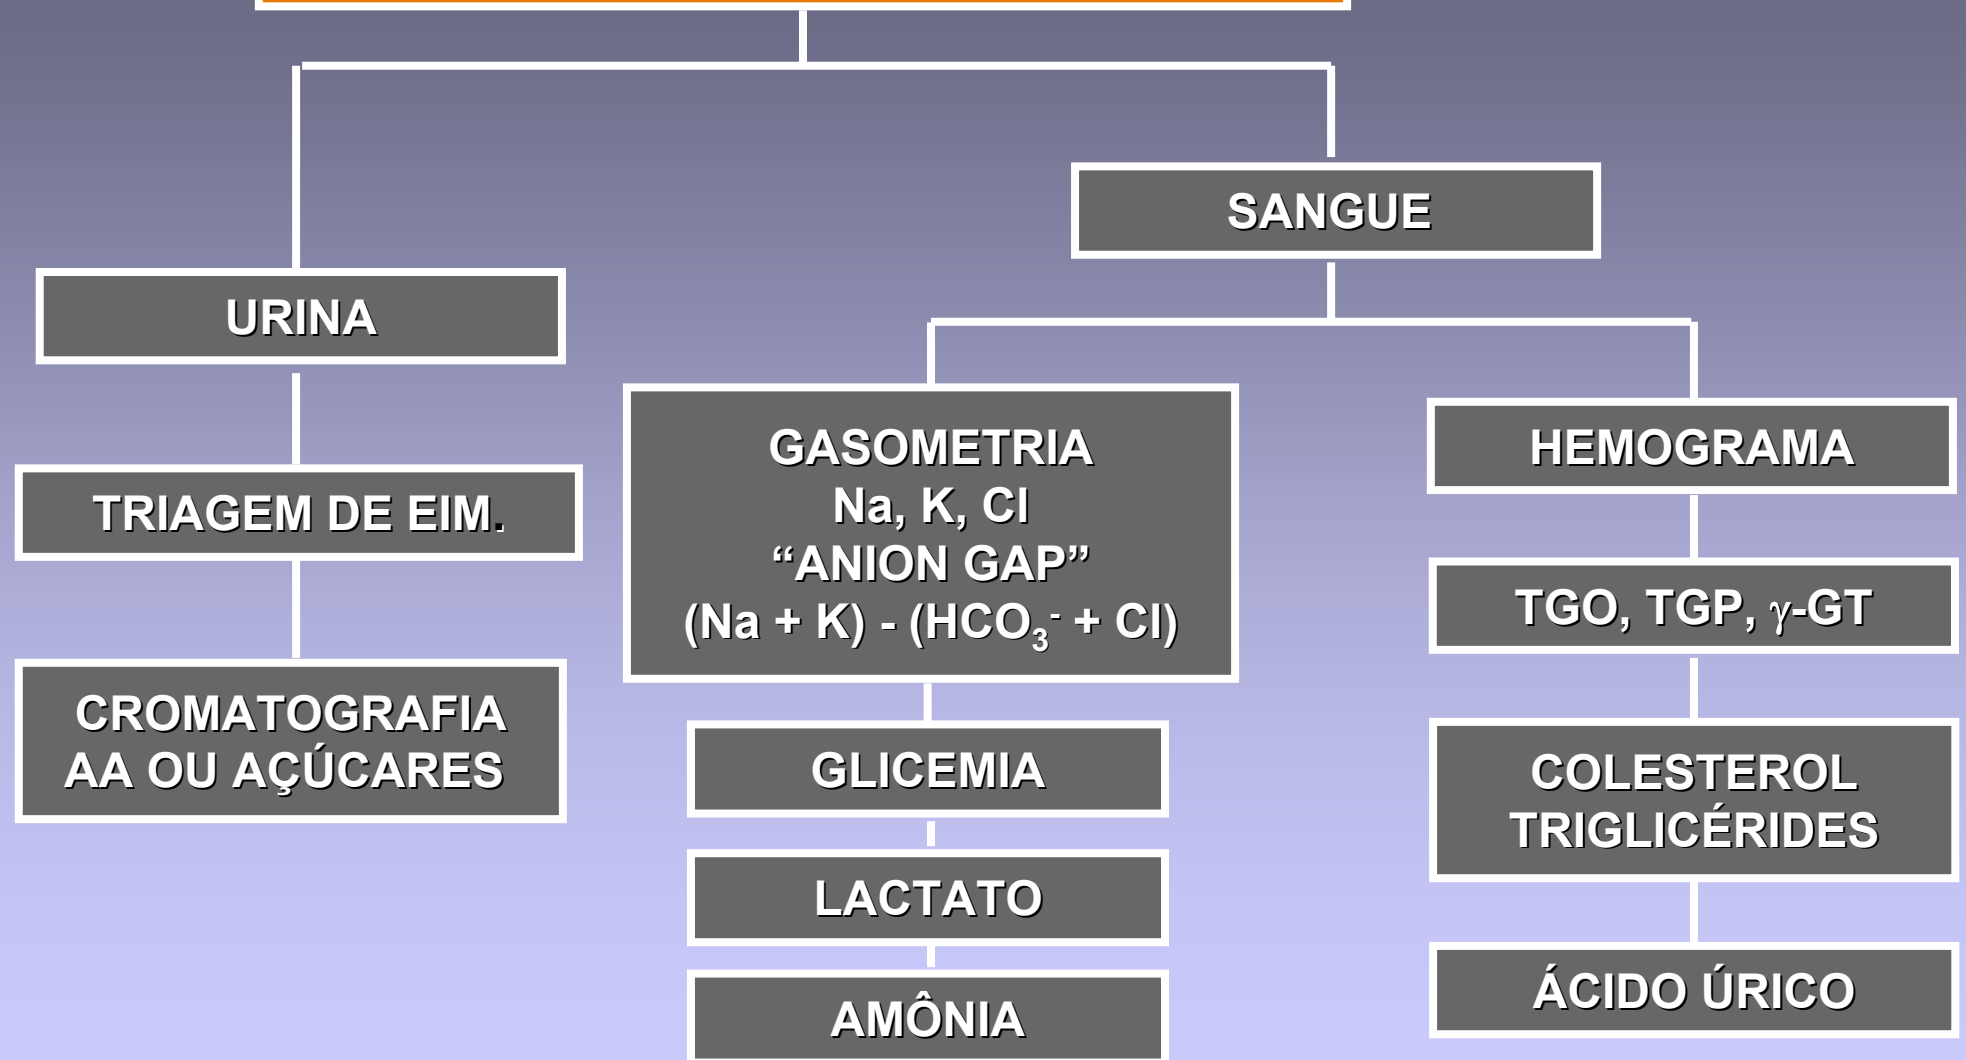 SANGUE
URINA
GASOMETRIA
Na, K, Cl
“ANION GAP”
(Na + K) - (HCO₃⁻ + Cl)
HEMOGRAMA
TRIAGEM DE EIM.
TGO, TGP, γ-GT
CROMATOGRAFIA
AA OU AÇÚCARES
GLICEMIA
COLESTEROL
TRIGLICÉRIDES
LACTATO
ÁCIDO ÚRICO
AMÔNIA